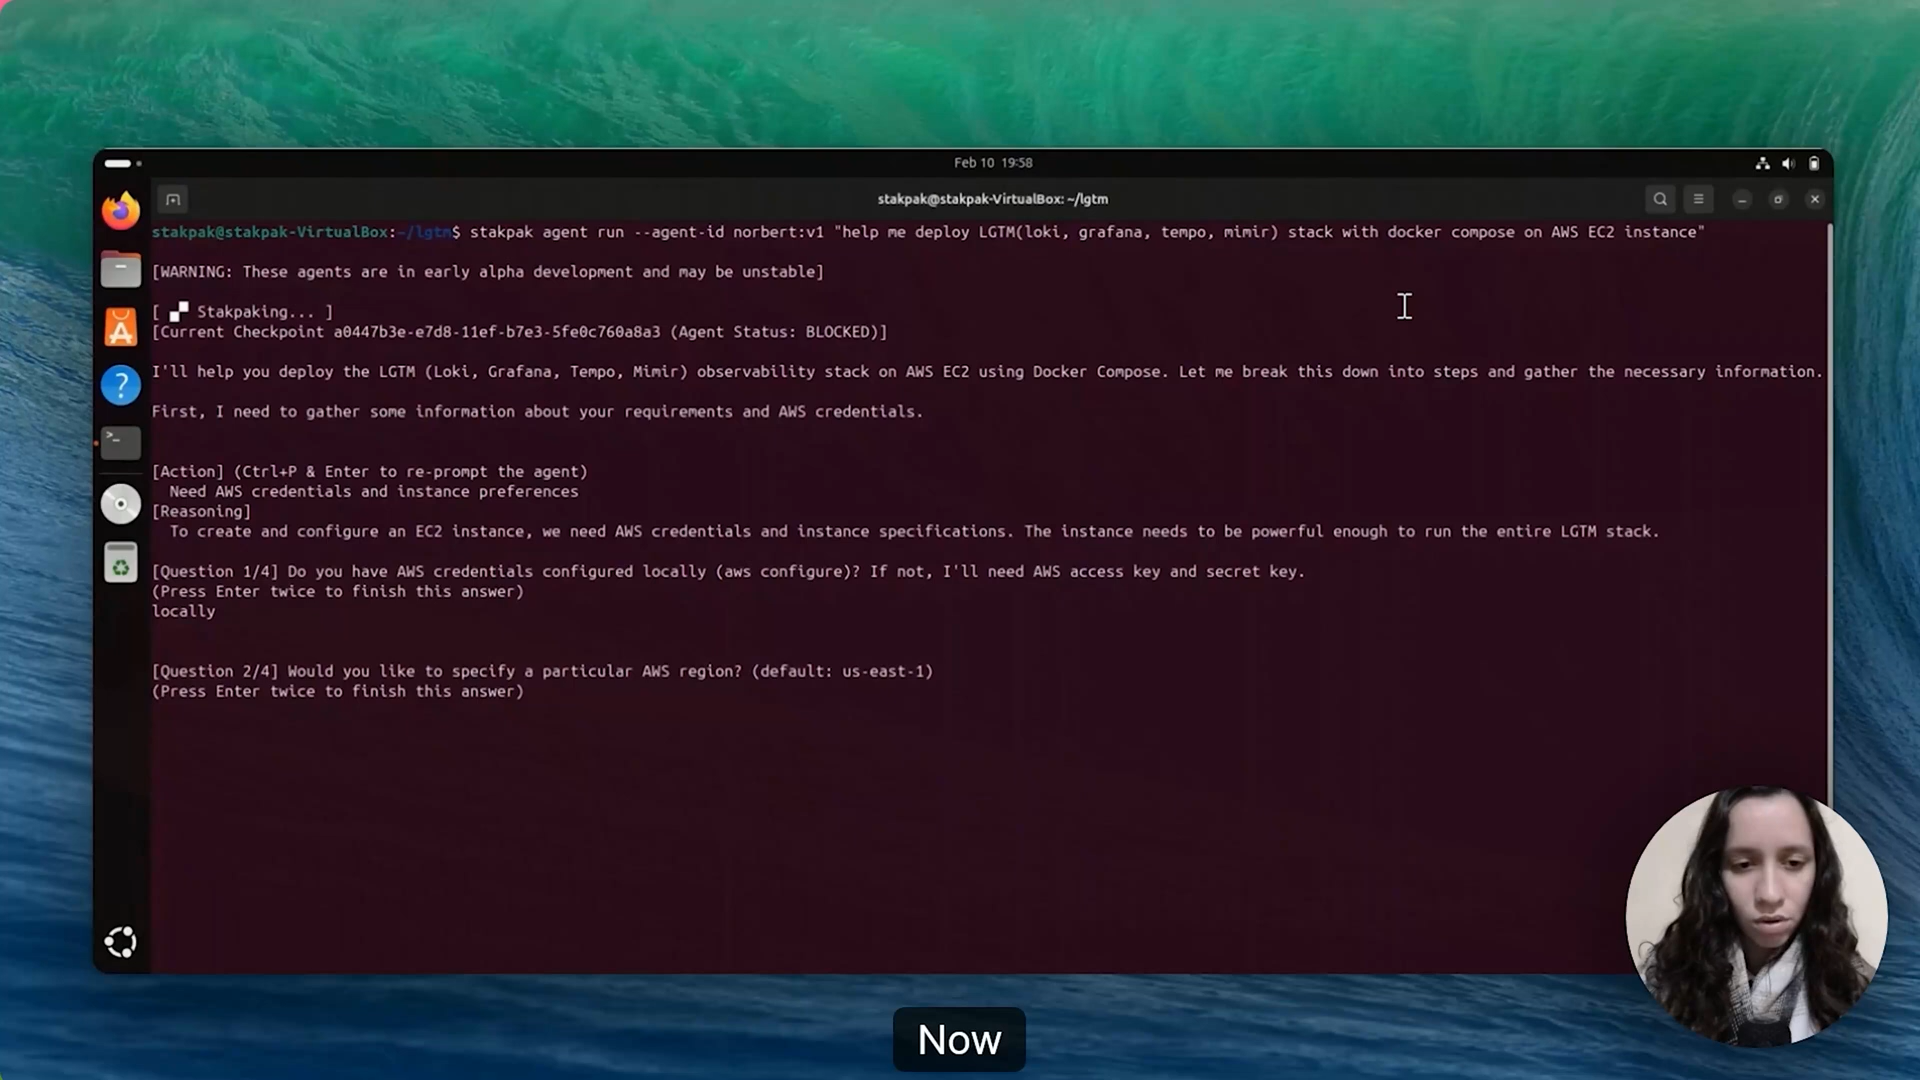 Feb 10 19:58
stakpak@stakpak-VirtualBox: ~/lgtm
stakpak@stakpak-VirtualBox:~/lgtm$ stakpak agent run --agent-id norbert:v1 "help me deploy LGTM(loki, grafana, tempo, mimir) stack with docker compose on AWS EC2 instance"
[WARNING: These agents are in early alpha development and may be unstable]
[ Stakpaking... ]
[Current Checkpoint a0447b3e-e7d8-11ef-b7e3-5fe0c760a8a3 (Agent Status: BLOCKED)]
I'll help you deploy the LGTM (Loki, Grafana, Tempo, Mimir) observability stack on AWS EC2 using Docker Compose. Let me break this down into steps and gather the necessary information.
First, I need to gather some information about your requirements and AWS credentials.
[Action] (Ctrl+P & Enter to re-prompt the agent)
Need AWS credentials and instance preferences
[Reasoning]
To create and configure an EC2 instance, we need AWS credentials and instance specifications. The instance needs to be powerful enough to run the entire LGTM stack.
[Question 1/4] Do you have AWS credentials configured locally (aws configure)? If not, I'll need AWS access key and secret key.
(Press Enter twice to finish this answer)
locally
[Question 2/4] Would you like to specify a particular AWS region? (default: us-east-1)
(Press Enter twice to finish this answer)
Now